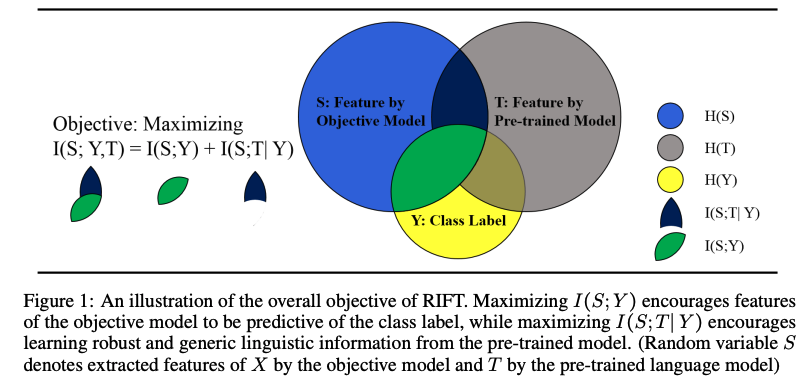 S: Feature by
Objective Model
T: Feature by
Pre-trained Model
Y: Class Label
Objective: Maximizing
I(S; Y,T) = I(S;Y) + I(S;T| Y)
H(S)
H(T)
H(Y)
I(S;T| Y)
I(S;Y)
Figure 1: An illustration of the overall objective of RIFT. Maximizing I(S; Y) encourages features
of the objective model to be predictive of the class label, while maximizing I(S; T| Y) encourages
learning robust and generic linguistic information from the pre-trained model. (Random variable S
denotes extracted features of X by the objective model and T by the pre-trained language model)